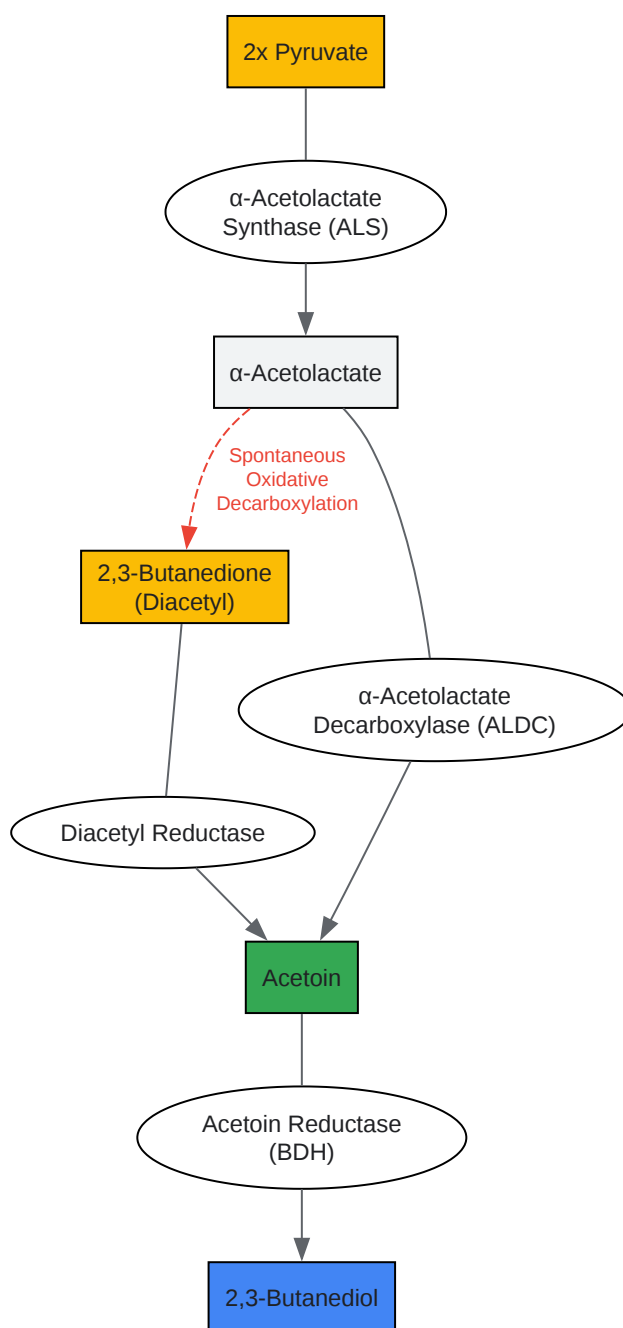 2x Pyruvate
α-Acetolactate
Synthase (ALS)
α-Acetolactate
Spontaneous
Oxidative
Decarboxylation
2,3-Butanedione
(Diacetyl)
α-Acetolactate
Decarboxylase (ALDC)
Diacetyl Reductase
Acetoin
Acetoin Reductase
(BDH)
2,3-Butanediol